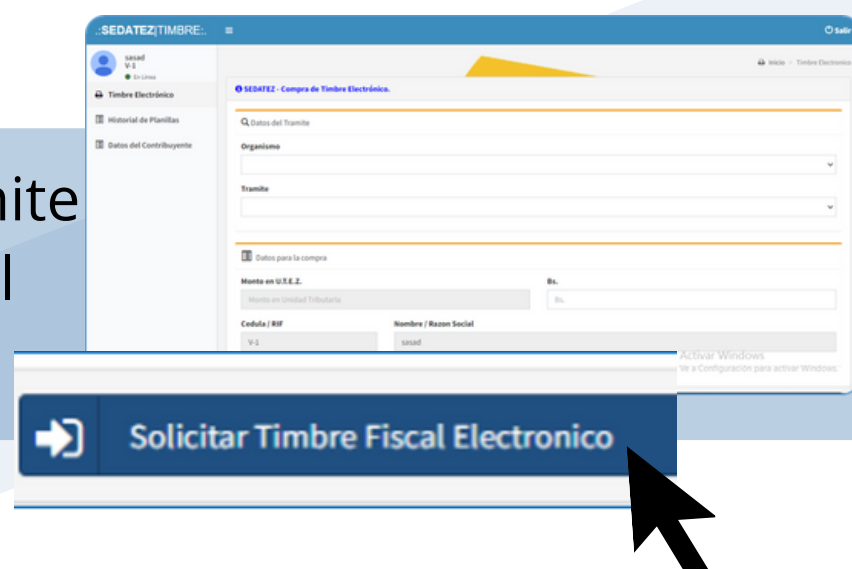 .:SEDATEZ|TIMBRE:.
Salir
sasad
V-1
En Linea
Inicio > Timbre Electronico
Timbre Electrónico
Historial de Planillas
Datos del Contribuyente
SEDATEZ - Compra de Timbre Electrónico.
Datos del Tramite
Organismo
Tramite
Datos para la compra
Monto en U.T.E.Z.
Bs.
Monto en Unidad Tributaria
Bs.
Cedula / RIF
Nombre / Razon Social
V-1
sasad
Activar Windows
Ve a Configuración para activar Windows.
mite
l
Solicitar Timbre Fiscal Electronico